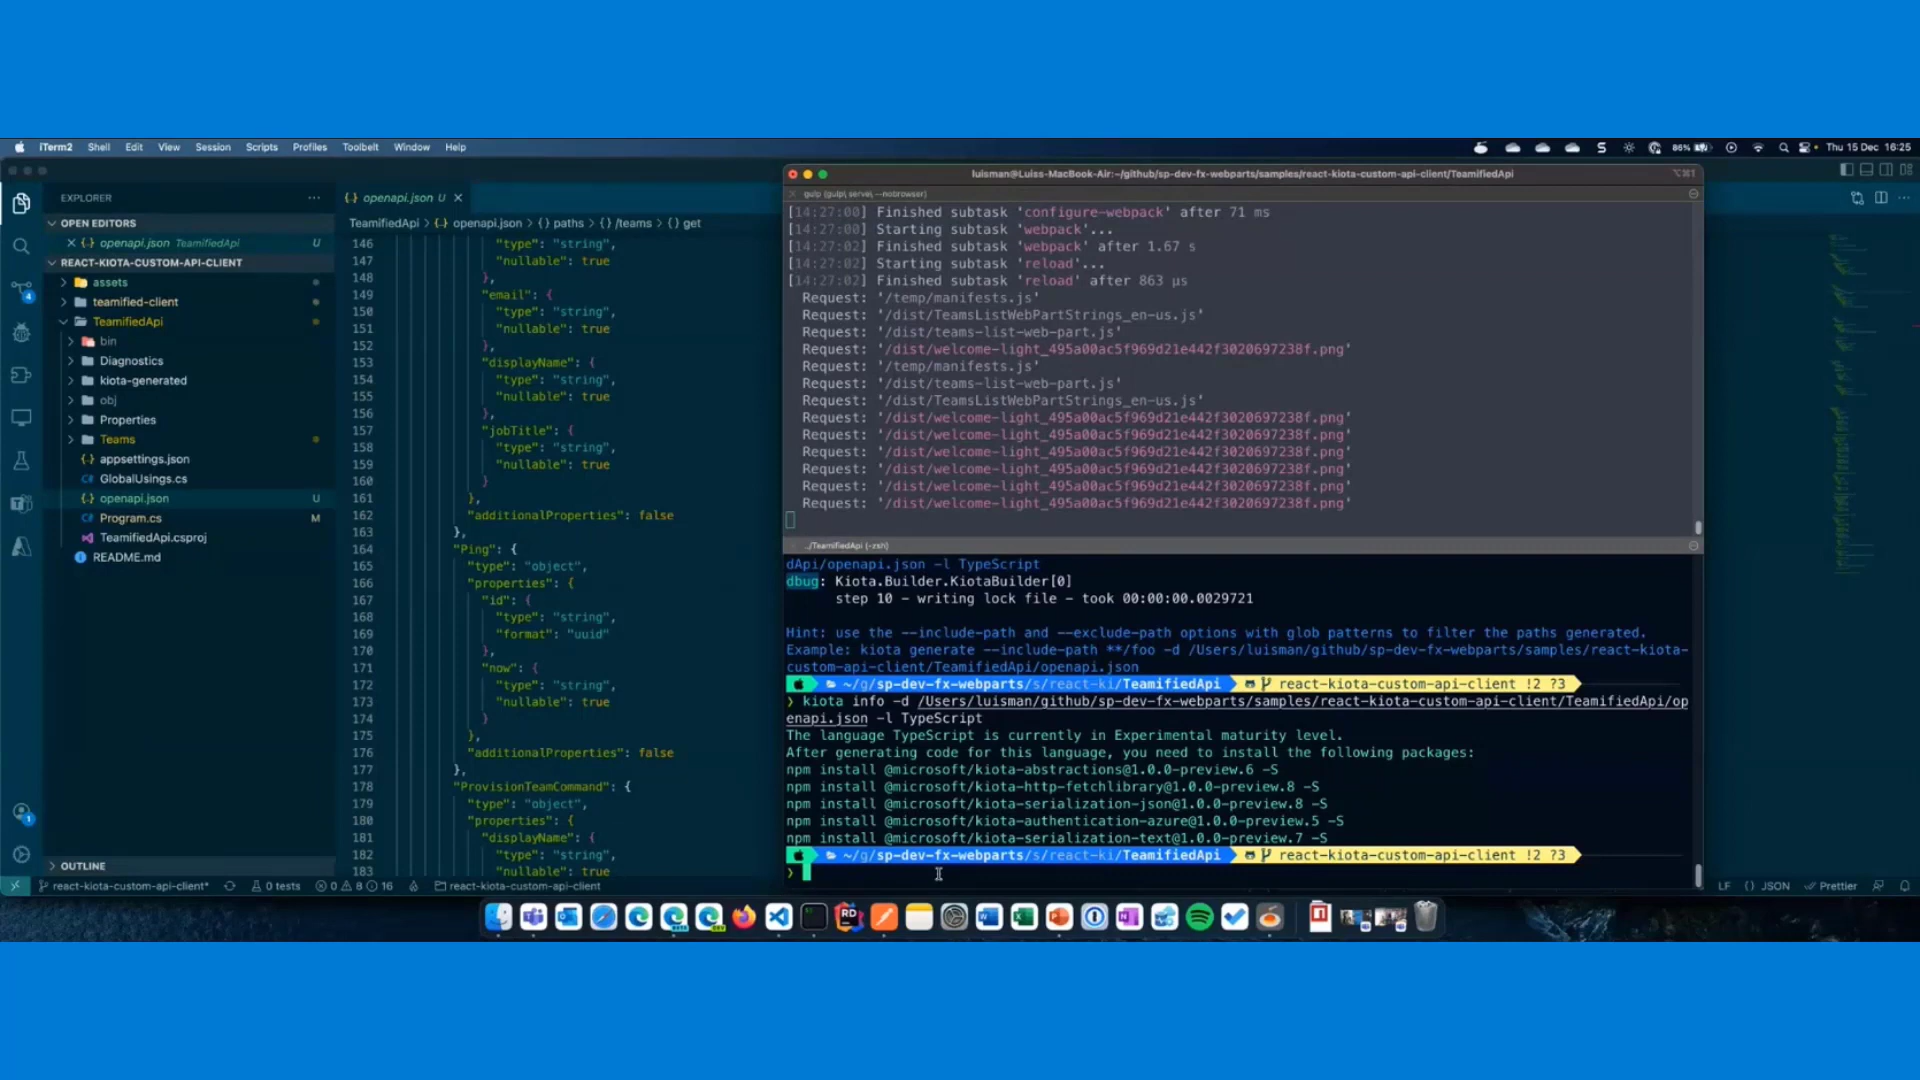 iTerm2 Shell Edit View Session Scripts Profiles Toolbelt Window Help
86% Thu 15 Dec 16:25
EXPLORER
OPEN EDITORS
openapi.json TeamifiedApi U
REACT-KIOTA-CUSTOM-API-CLIENT
assets
teamified-client
TeamifiedApi
bin
Diagnostics
kiota-generated
obj
Properties
Teams
appsettings.json
GlobalUsings.cs
openapi.json U
Program.cs M
TeamifiedApi.csproj
README.md
OUTLINE
openapi.json U
TeamifiedApi > {} openapi.json > {} paths > {} /teams > {} get
146 "type": "string",
147 "nullable": true
148 },
149 "email": {
150 "type": "string",
151 "nullable": true
152 },
153 "displayName": {
154 "type": "string",
155 "nullable": true
156 },
157 "jobTitle": {
158 "type": "string",
159 "nullable": true
160 }
161 },
162 "additionalProperties": false
163 },
164 "Ping": {
165 "type": "object",
166 "properties": {
167 "id": {
168 "type": "string",
169 "format": "uuid"
170 },
171 "now": {
172 "type": "string",
173 "nullable": true
174 }
175 },
176 "additionalProperties": false
177 },
178 "ProvisionTeamCommand": {
179 "type": "object",
180 "properties": {
181 "displayName": {
182 "type": "string",
183 "nullable": true
luisman@Luiss-MacBook-Air:~/github/sp-dev-fx-webparts/samples/react-kiota-custom-api-client/TeamifiedApi
gulp (gulp\ serve\ --nobrowser)
[14:27:00] Finished subtask 'configure-webpack' after 71 ms
[14:27:00] Starting subtask 'webpack'...
[14:27:02] Finished subtask 'webpack' after 1.67 s
[14:27:02] Starting subtask 'reload'...
[14:27:02] Finished subtask 'reload' after 863 μs
Request: '/temp/manifests.js'
Request: '/dist/TeamsListWebPartStrings_en-us.js'
Request: '/dist/teams-list-web-part.js'
Request: '/dist/welcome-light_495a00ac5f969d21e442f3020697238f.png'
Request: '/temp/manifests.js'
Request: '/dist/teams-list-web-part.js'
Request: '/dist/TeamsListWebPartStrings_en-us.js'
Request: '/dist/welcome-light_495a00ac5f969d21e442f3020697238f.png'
Request: '/dist/welcome-light_495a00ac5f969d21e442f3020697238f.png'
Request: '/dist/welcome-light_495a00ac5f969d21e442f3020697238f.png'
Request: '/dist/welcome-light_495a00ac5f969d21e442f3020697238f.png'
Request: '/dist/welcome-light_495a00ac5f969d21e442f3020697238f.png'
Request: '/dist/welcome-light_495a00ac5f969d21e442f3020697238f.png'
../TeamifiedApi (-zsh)
dApi/openapi.json -l TypeScript
dbug: Kiota.Builder.KiotaBuilder[0]
step 10 - writing lock file - took 00:00:00.0029721
Hint: use the --include-path and --exclude-path options with glob patterns to filter the paths generated.
Example: kiota generate --include-path **/foo -d /Users/luisman/github/sp-dev-fx-webparts/samples/react-kiota-
custom-api-client/TeamifiedApi/openapi.json
~/g/sp-dev-fx-webparts/s/react-ki/TeamifiedApi react-kiota-custom-api-client !2 ?3
❯ kiota info -d /Users/luisman/github/sp-dev-fx-webparts/samples/react-kiota-custom-api-client/TeamifiedApi/op
enapi.json -l TypeScript
The language TypeScript is currently in Experimental maturity level.
After generating code for this language, you need to install the following packages:
npm install @microsoft/kiota-abstractions@1.0.0-preview.6 -S
npm install @microsoft/kiota-http-fetchlibrary@1.0.0-preview.8 -S
npm install @microsoft/kiota-serialization-json@1.0.0-preview.8 -S
npm install @microsoft/kiota-authentication-azure@1.0.0-preview.5 -S
npm install @microsoft/kiota-serialization-text@1.0.0-preview.7 -S
~/g/sp-dev-fx-webparts/s/react-ki/TeamifiedApi react-kiota-custom-api-client !2 ?3
❯
react-kiota-custom-api-client* 0 tests 0 8 16 react-kiota-custom-api-client LF {} JSON Prettier